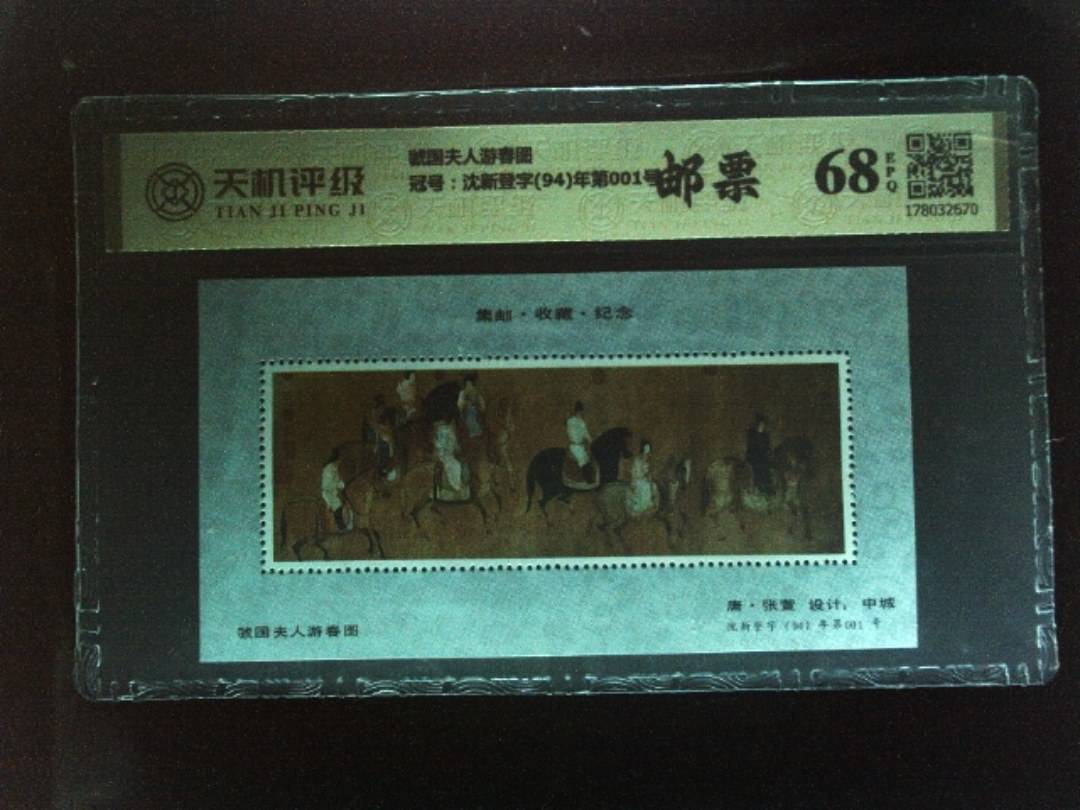 天机评级
TIAN JI PING JI
虢国夫人游春图
冠号：沈新登字(94)年第001号
邮票
68
EPQ
178032670
集邮·收藏·纪念
唐·张萱 设计：申城
虢国夫人游春图
沈新登字(94)年第001号